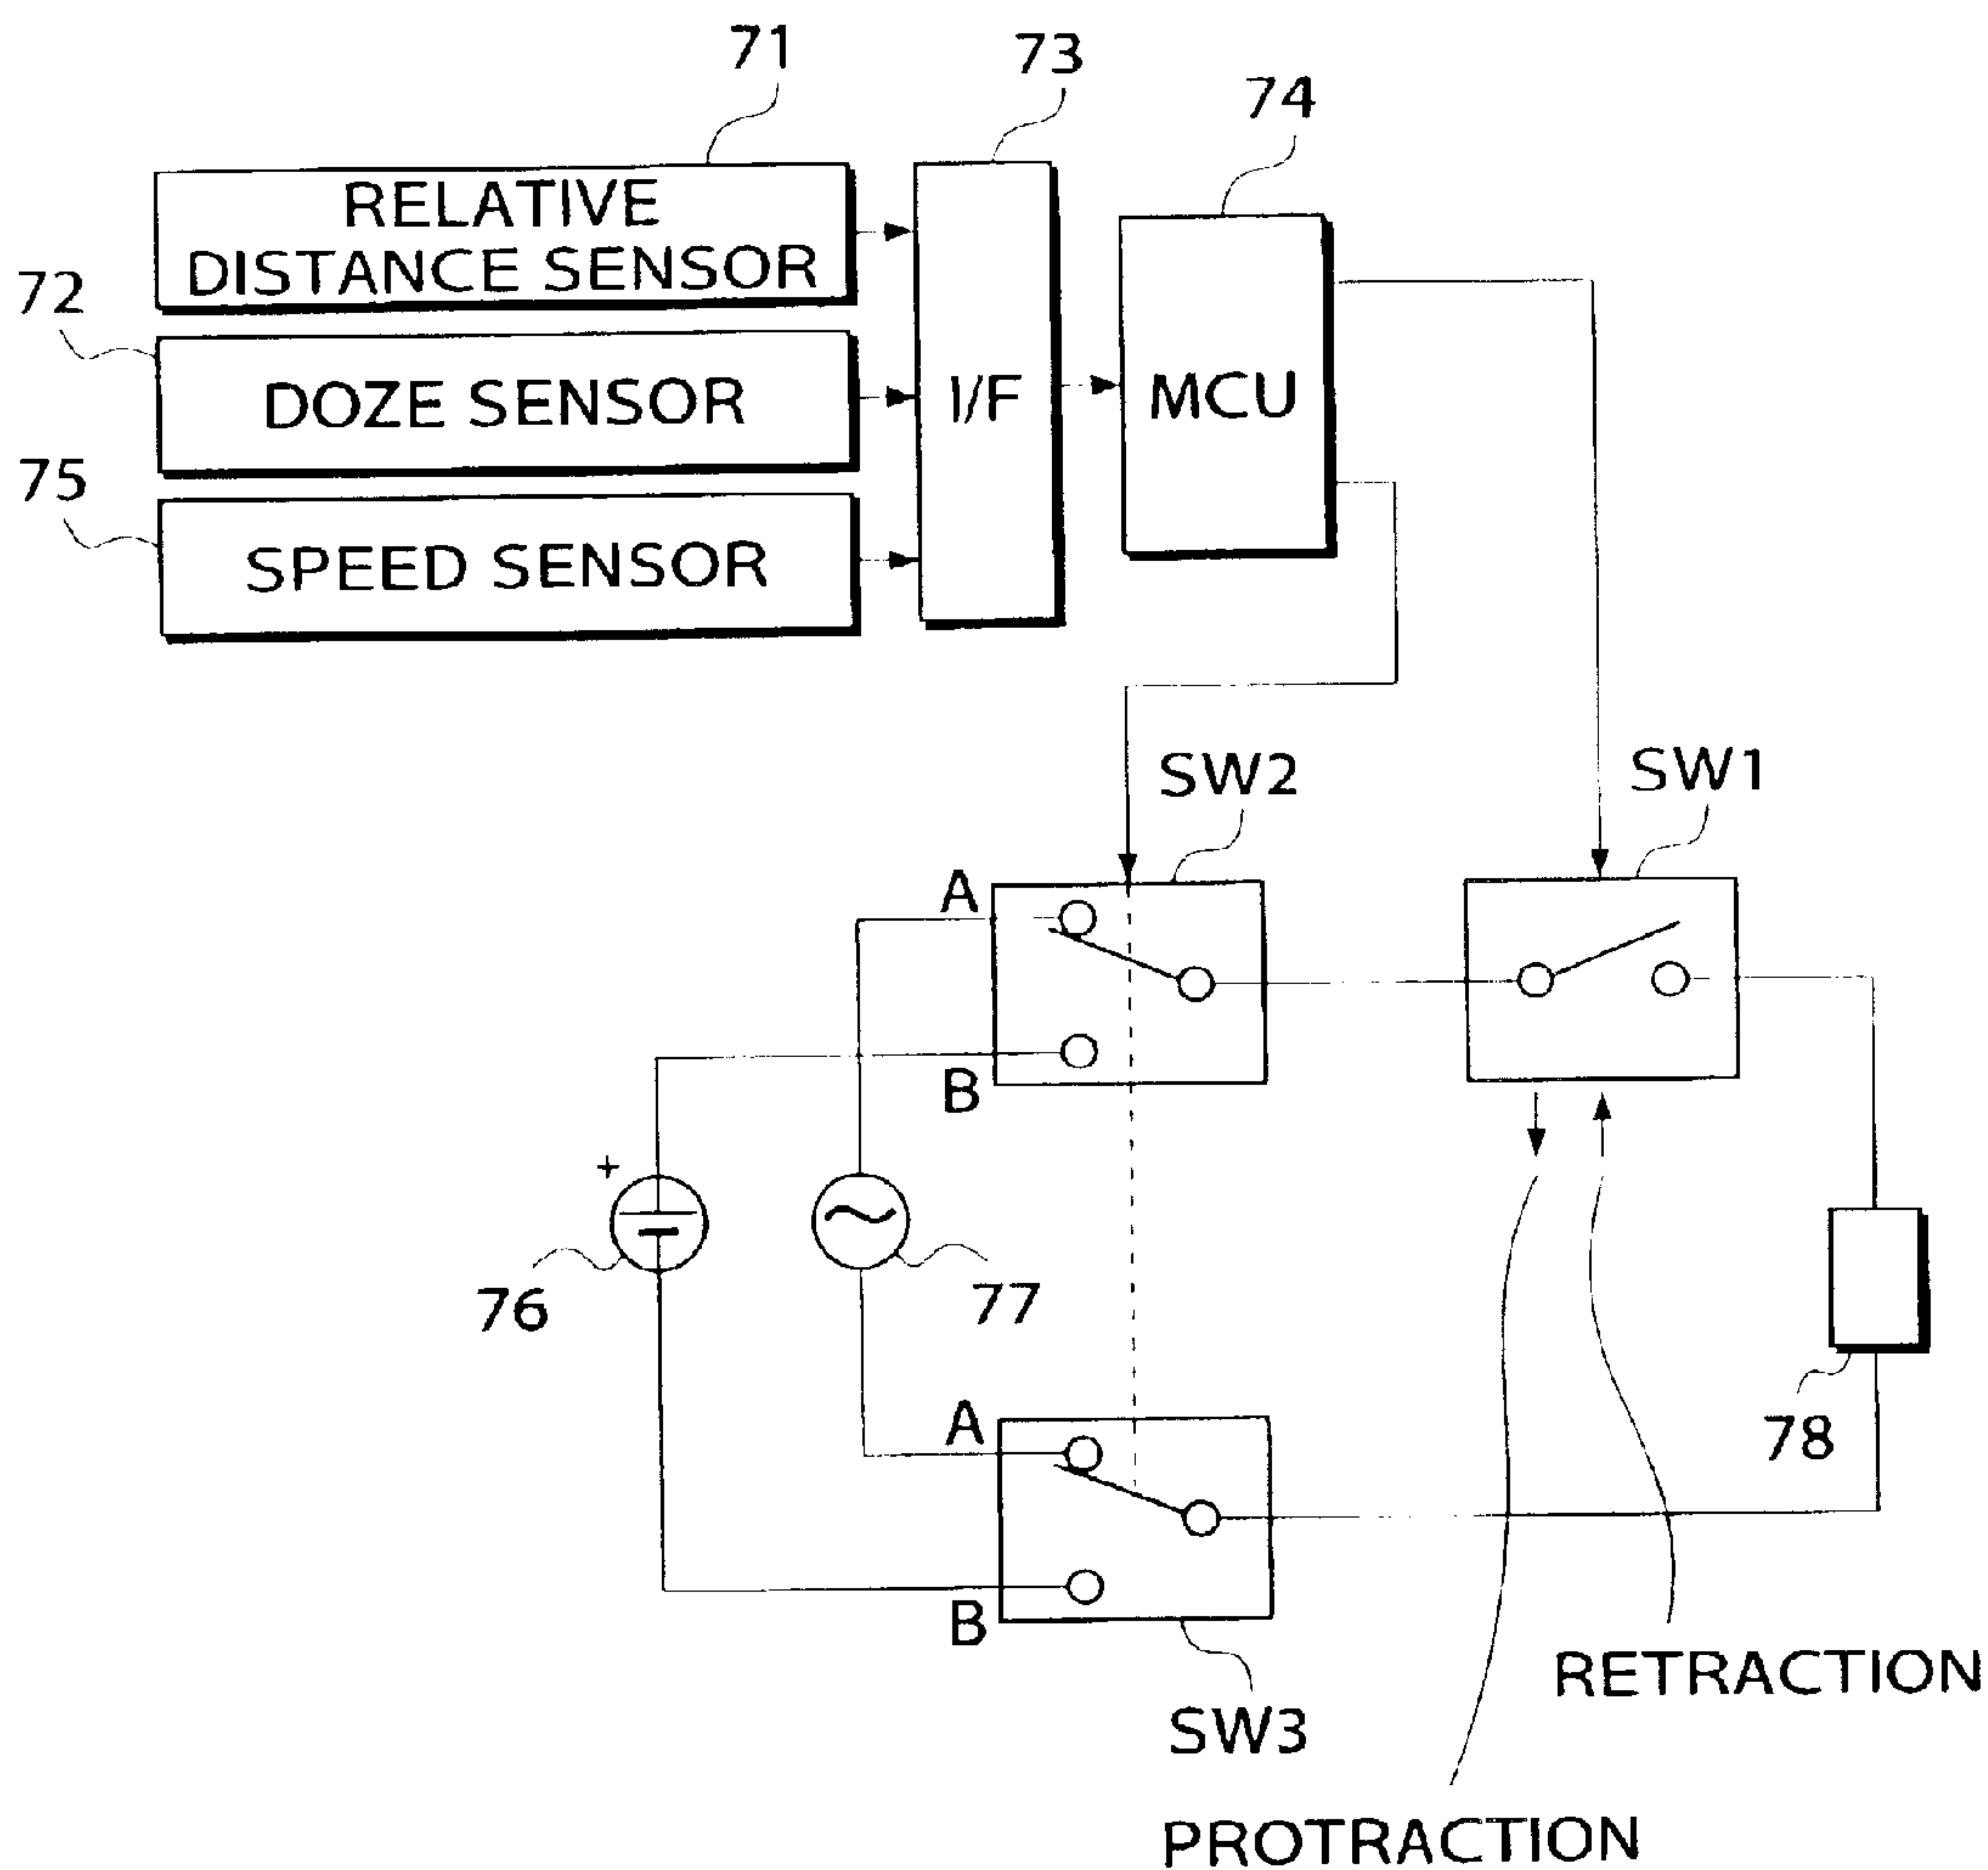 71
73
74
RELATIVE
DISTANCE SENSOR
72
DOZE SENSOR
I/F
MCU
75
SPEED SENSOR
SW2
SW1
A
B
+
76
77
A
78
B
RETRACTION
SW3
PROTRACTION